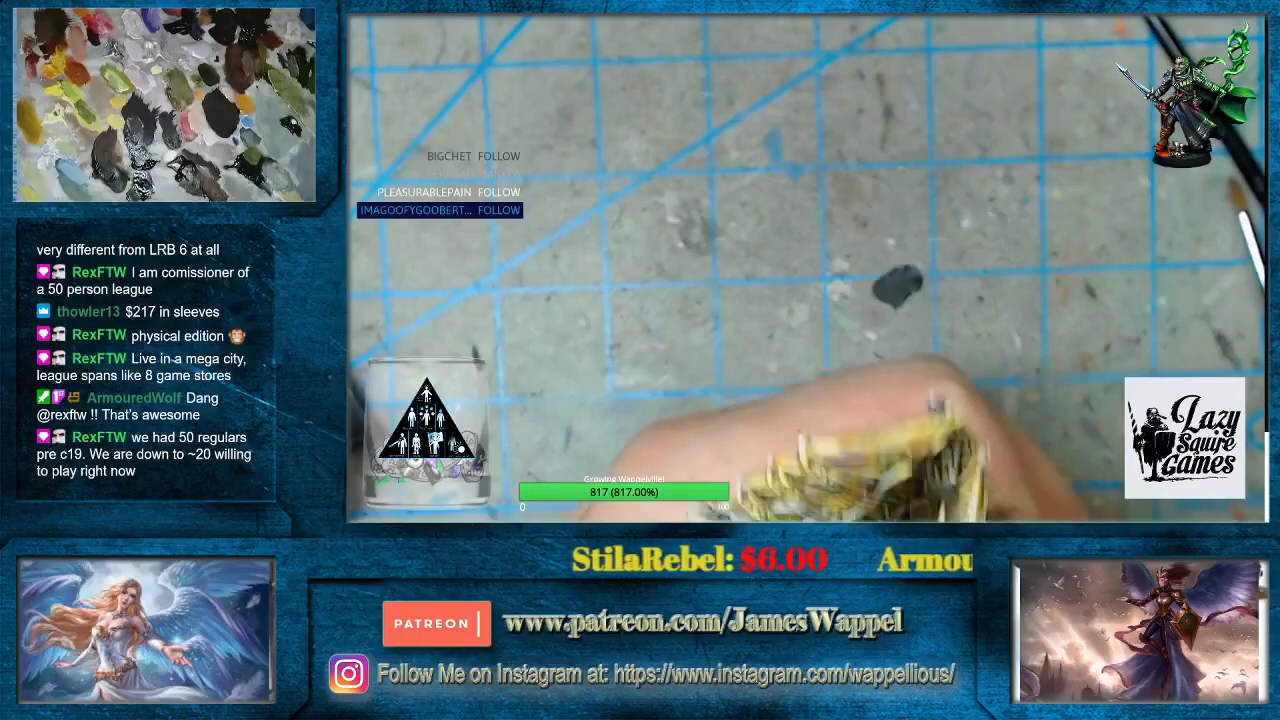 BIGCHET FOLLOW
PLEASURABLEPAIN FOLLOW
IMAGOOFYGOOBERT... FOLLOW
very different from LRB 6 at all
RexFTW I am comissioner of
a 50 person league
thowler13 $217 in sleeves
RexFTW physical edition
RexFTW Live in a mega city,
league spans like 8 game stores
ArmouredWolf Dang
@rexftw !! That's awesome
RexFTW we had 50 regulars
pre c19. We are down to ~20 willing
to play right now
Lazy
Squire
Games
Growing Wappelville!
817 (817.00%)
0 100
StilaRebel: $6.00 Armou
PATREON www.patreon.com/JamesWappel
Follow Me on Instagram at: https://www.instagram.com/wappellious/